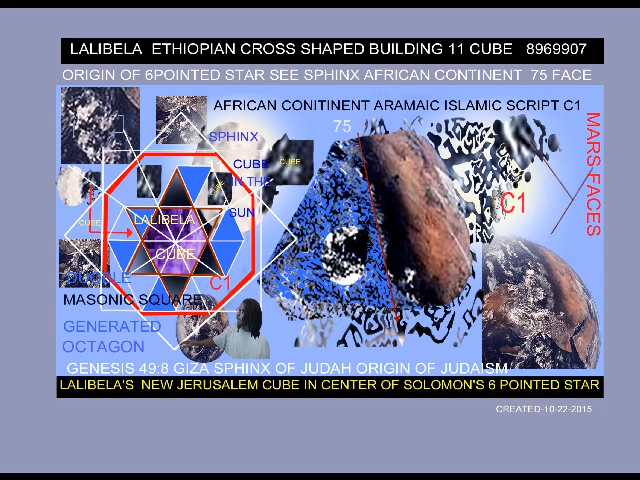 LALIBELA ETHIOPIAN CROSS SHAPED BUILDING 11 CUBE 8969907
ORIGIN OF 6POINTED STAR SEE SPHINX AFRICAN CONTINENT 75 FACE
AFRICAN CONITINENT ARAMAIC ISLAMIC SCRIPT C1
75
SPHINX
CUBE
IN THE
SUN
CUBE
CUBE
CUBE
LALIBELA
CUBE
C1
C1
MARS FACES
DOUBLE
MASONIC SQUARE
GENERATED
OCTAGON
GENESIS 49:8 GIZA SPHINX OF JUDAH ORIGIN OF JUDAISM
LALIBELA'S NEW JERUSALEM CUBE IN CENTER OF SOLOMON'S 6 POINTED STAR
CREATED-10-22-2015